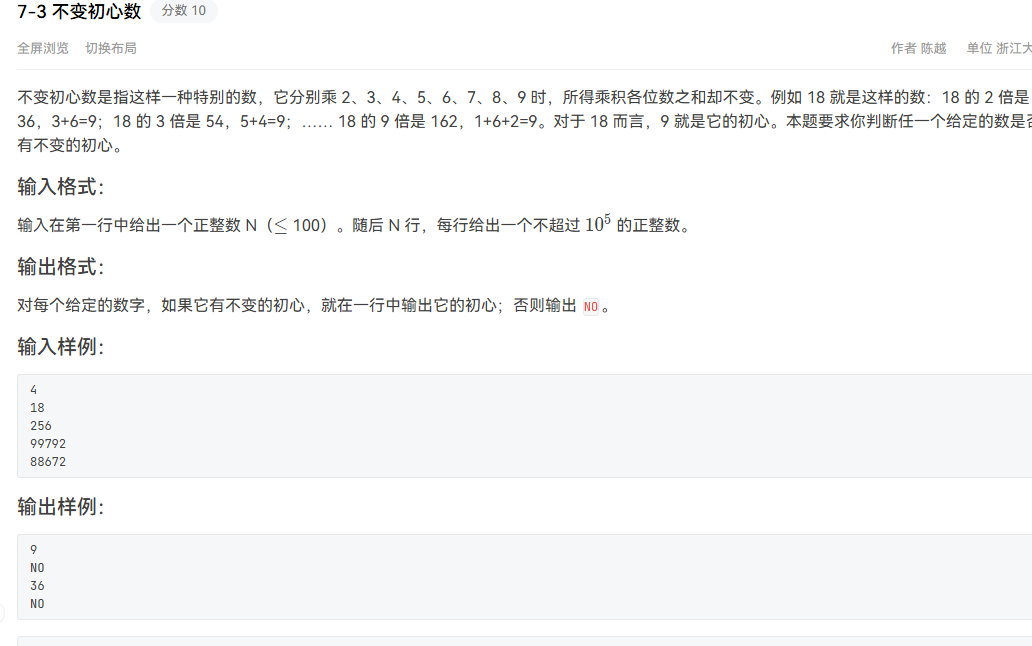 7-3 不变初心数 分数 10
全屏浏览 切换布局 作者 陈越 单位 浙江大
不变初心数是指这样一种特别的数，它分别乘 2、3、4、5、6、7、8、9 时，所得乘积各位数之和却不变。例如 18 就是这样的数：18 的 2 倍是
36，3+6=9；18 的 3 倍是 54，5+4=9；…… 18 的 9 倍是 162，1+6+2=9。对于 18 而言，9 就是它的初心。本题要求你判断任一个给定的数是否
有不变的初心。
输入格式：
输入在第一行中给出一个正整数 N（≤ 100）。随后 N 行，每行给出一个不超过 10⁵ 的正整数。
输出格式：
对每个给定的数字，如果它有不变的初心，就在一行中输出它的初心；否则输出 NO 。
输入样例：
4
18
256
99792
88672
输出样例：
9
NO
36
NO